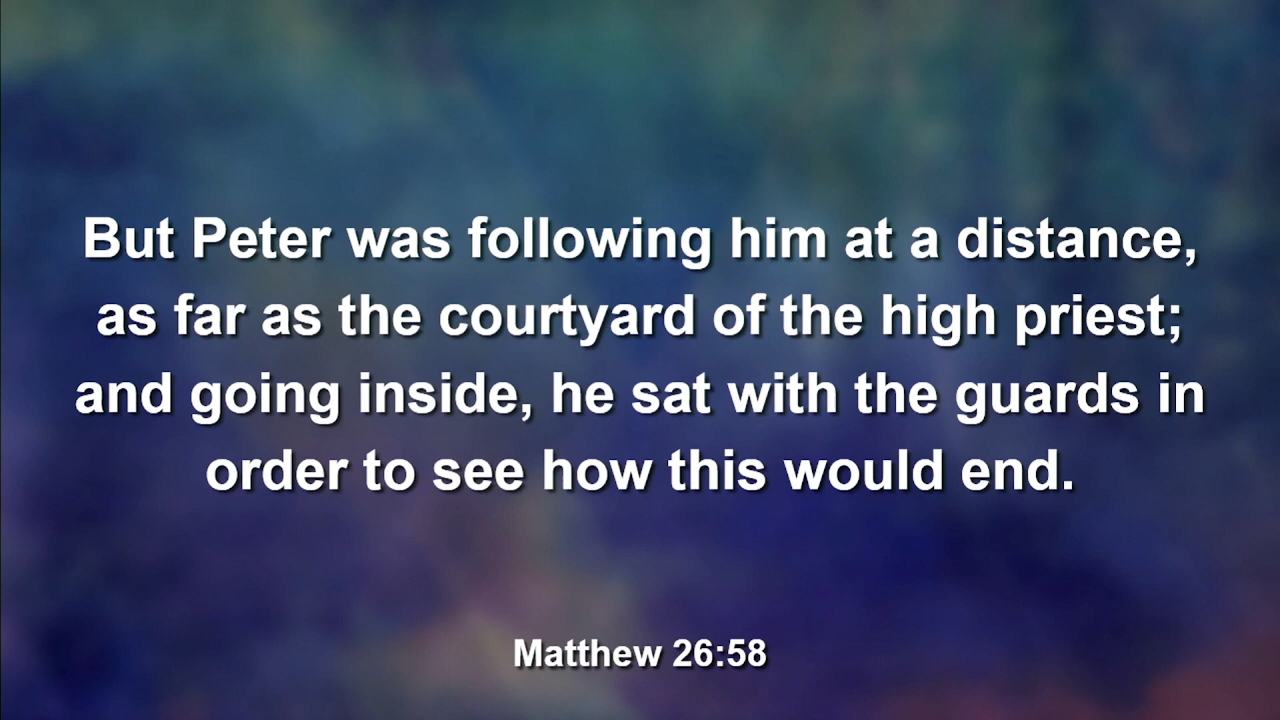 But Peter was following him at a distance,
as far as the courtyard of the high priest;
and going inside, he sat with the guards in
order to see how this would end.
Matthew 26:58